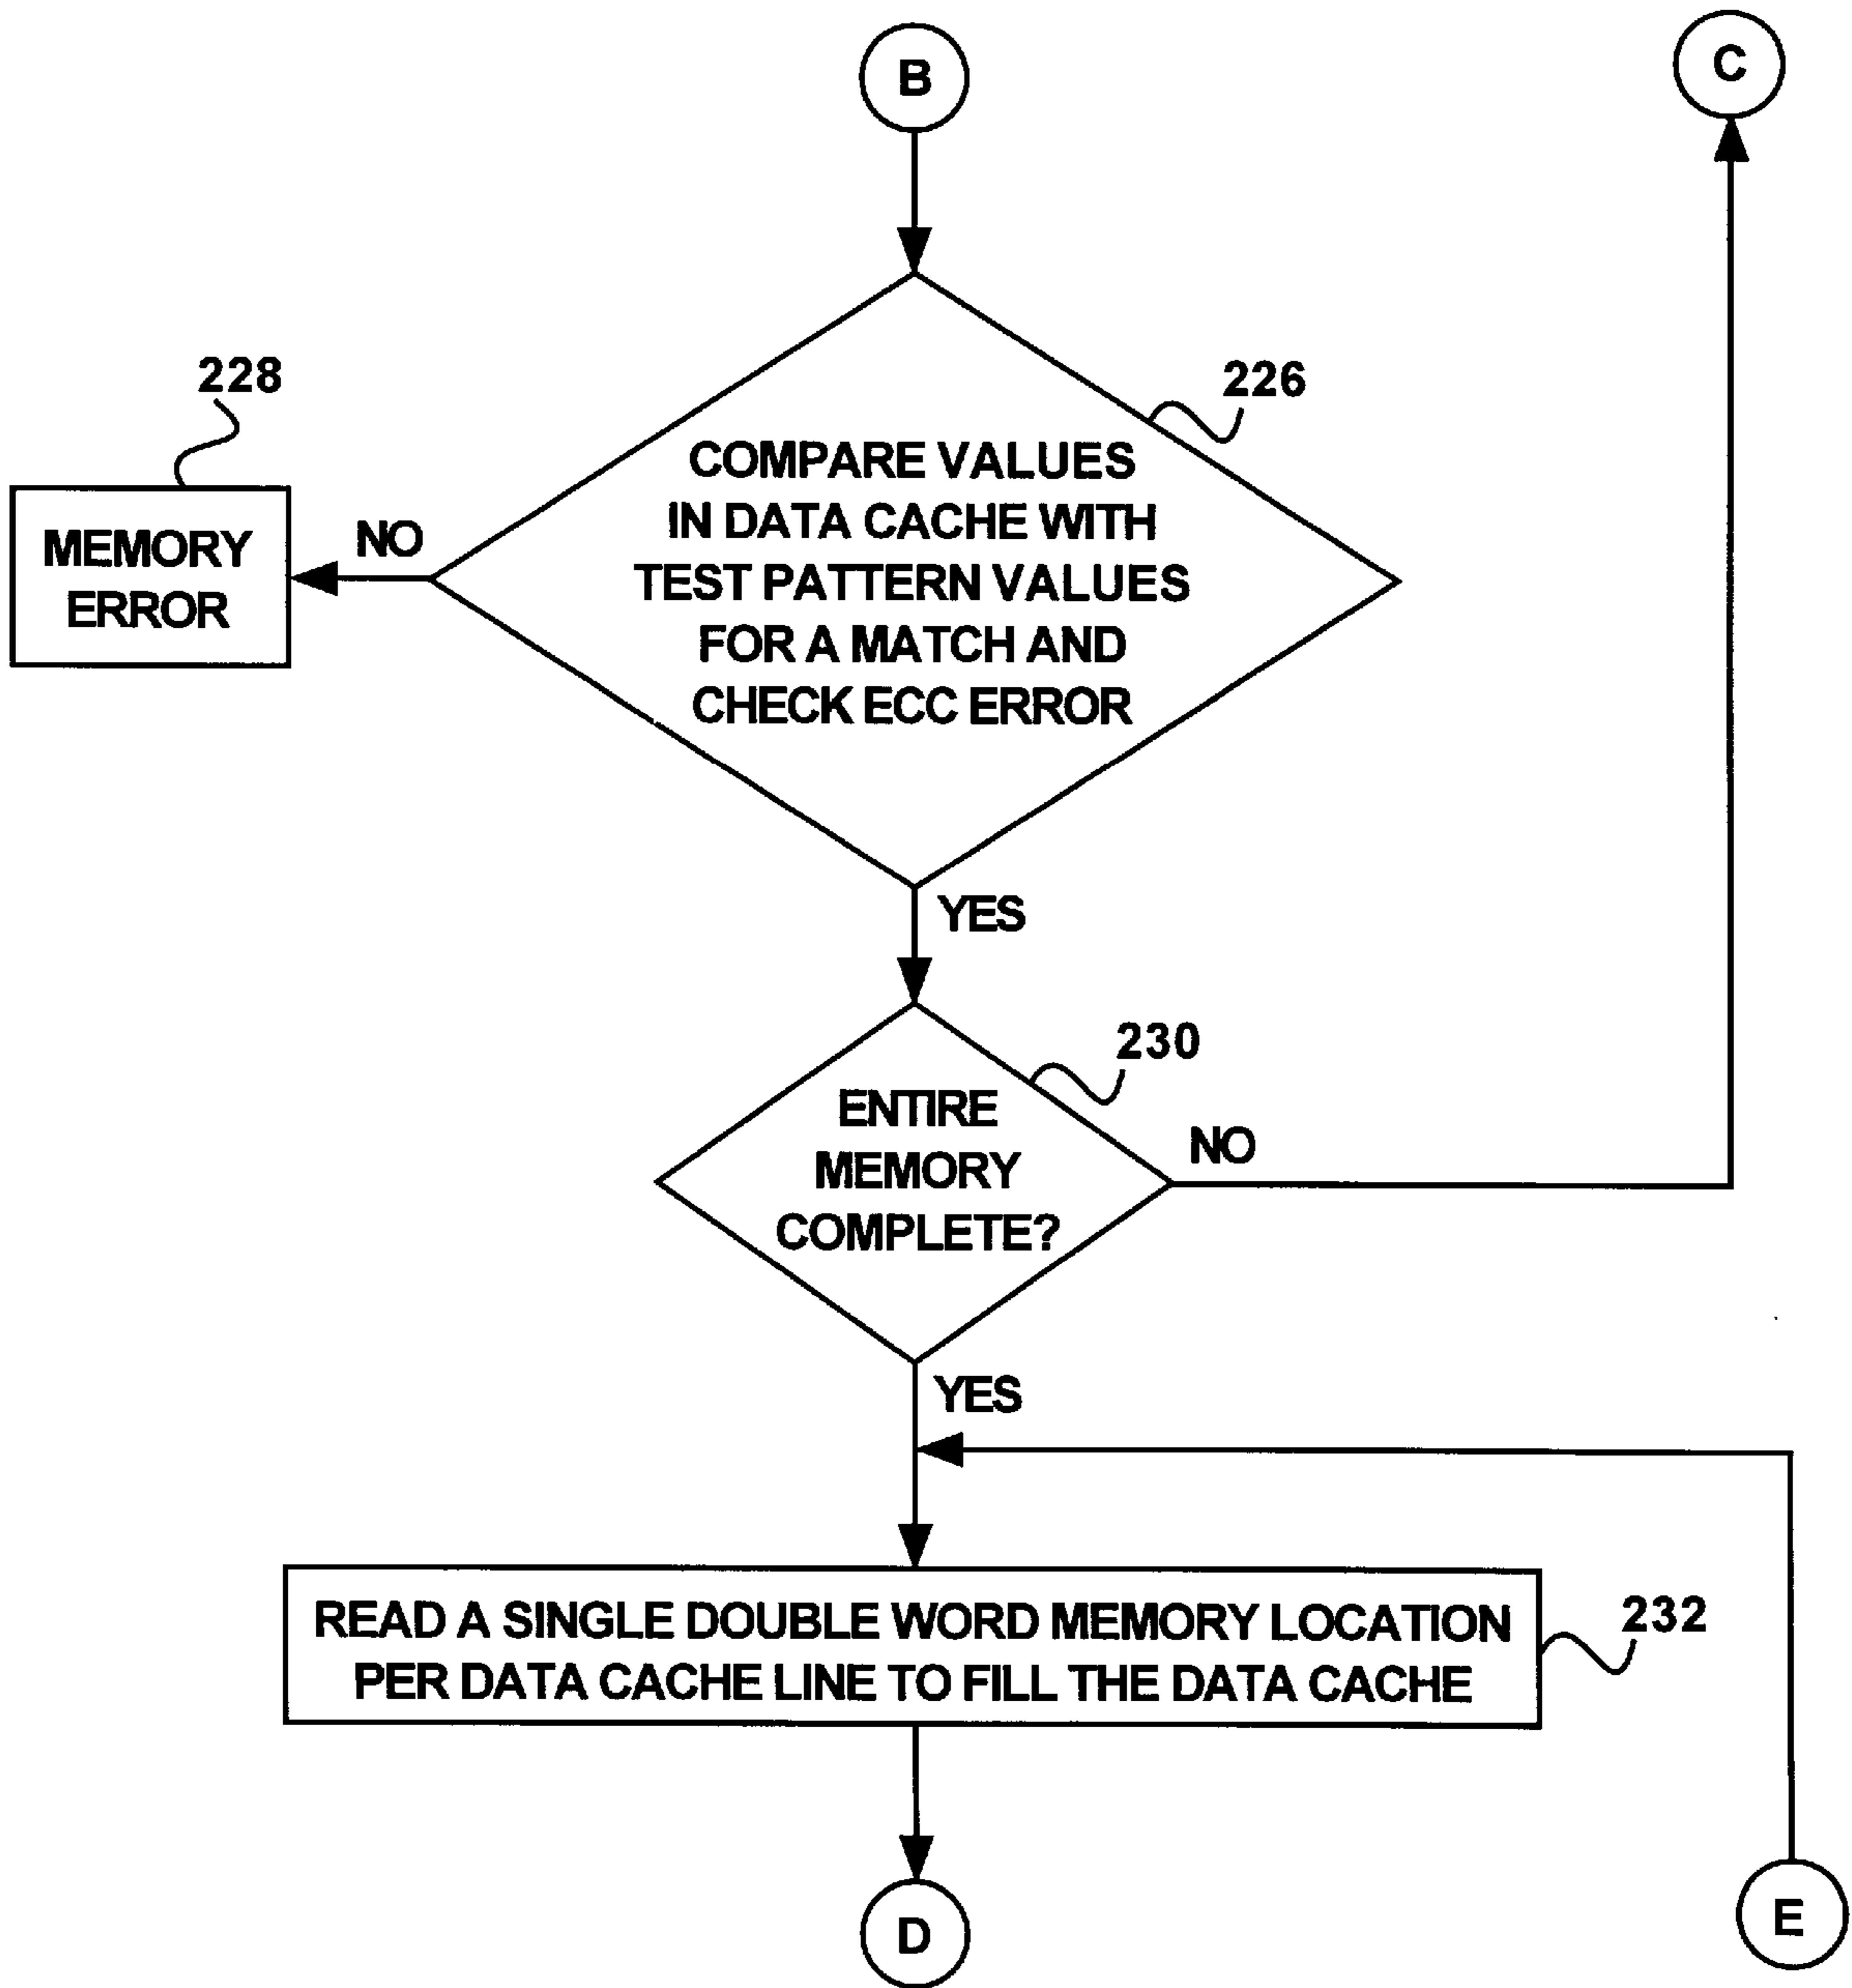 B
C
228
226
COMPARE VALUES
IN DATA CACHE WITH
TEST PATTERN VALUES
FOR A MATCH AND
CHECK ECC ERROR
NO
MEMORY
ERROR
YES
230
ENTIRE
MEMORY
COMPLETE?
NO
YES
READ A SINGLE DOUBLE WORD MEMORY LOCATION
PER DATA CACHE LINE TO FILL THE DATA CACHE
232
D
E